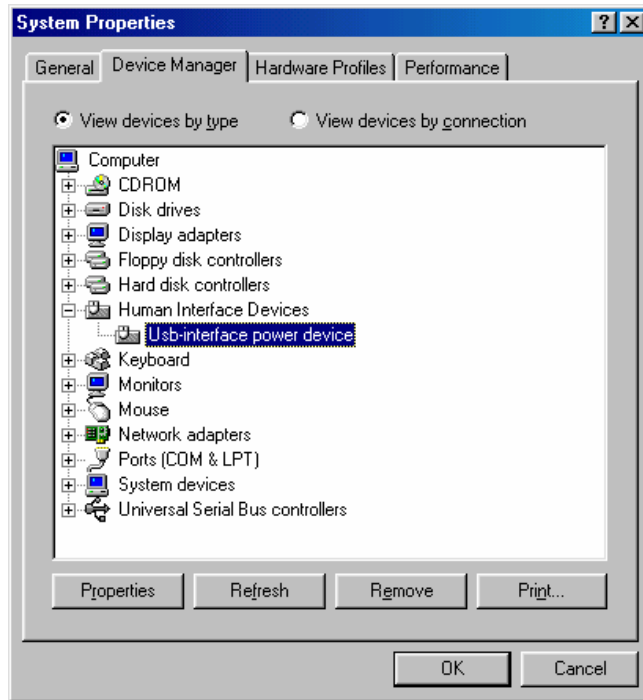 System Properties
General Device Manager Hardware Profiles Performance
View devices by type View devices by connection
Computer
CDROM
Disk drives
Display adapters
Floppy disk controllers
Hard disk controllers
Human Interface Devices
Usb-interface power device
Keyboard
Monitors
Mouse
Network adapters
Ports (COM & LPT)
System devices
Universal Serial Bus controllers
Properties Refresh Remove Print...
OK Cancel